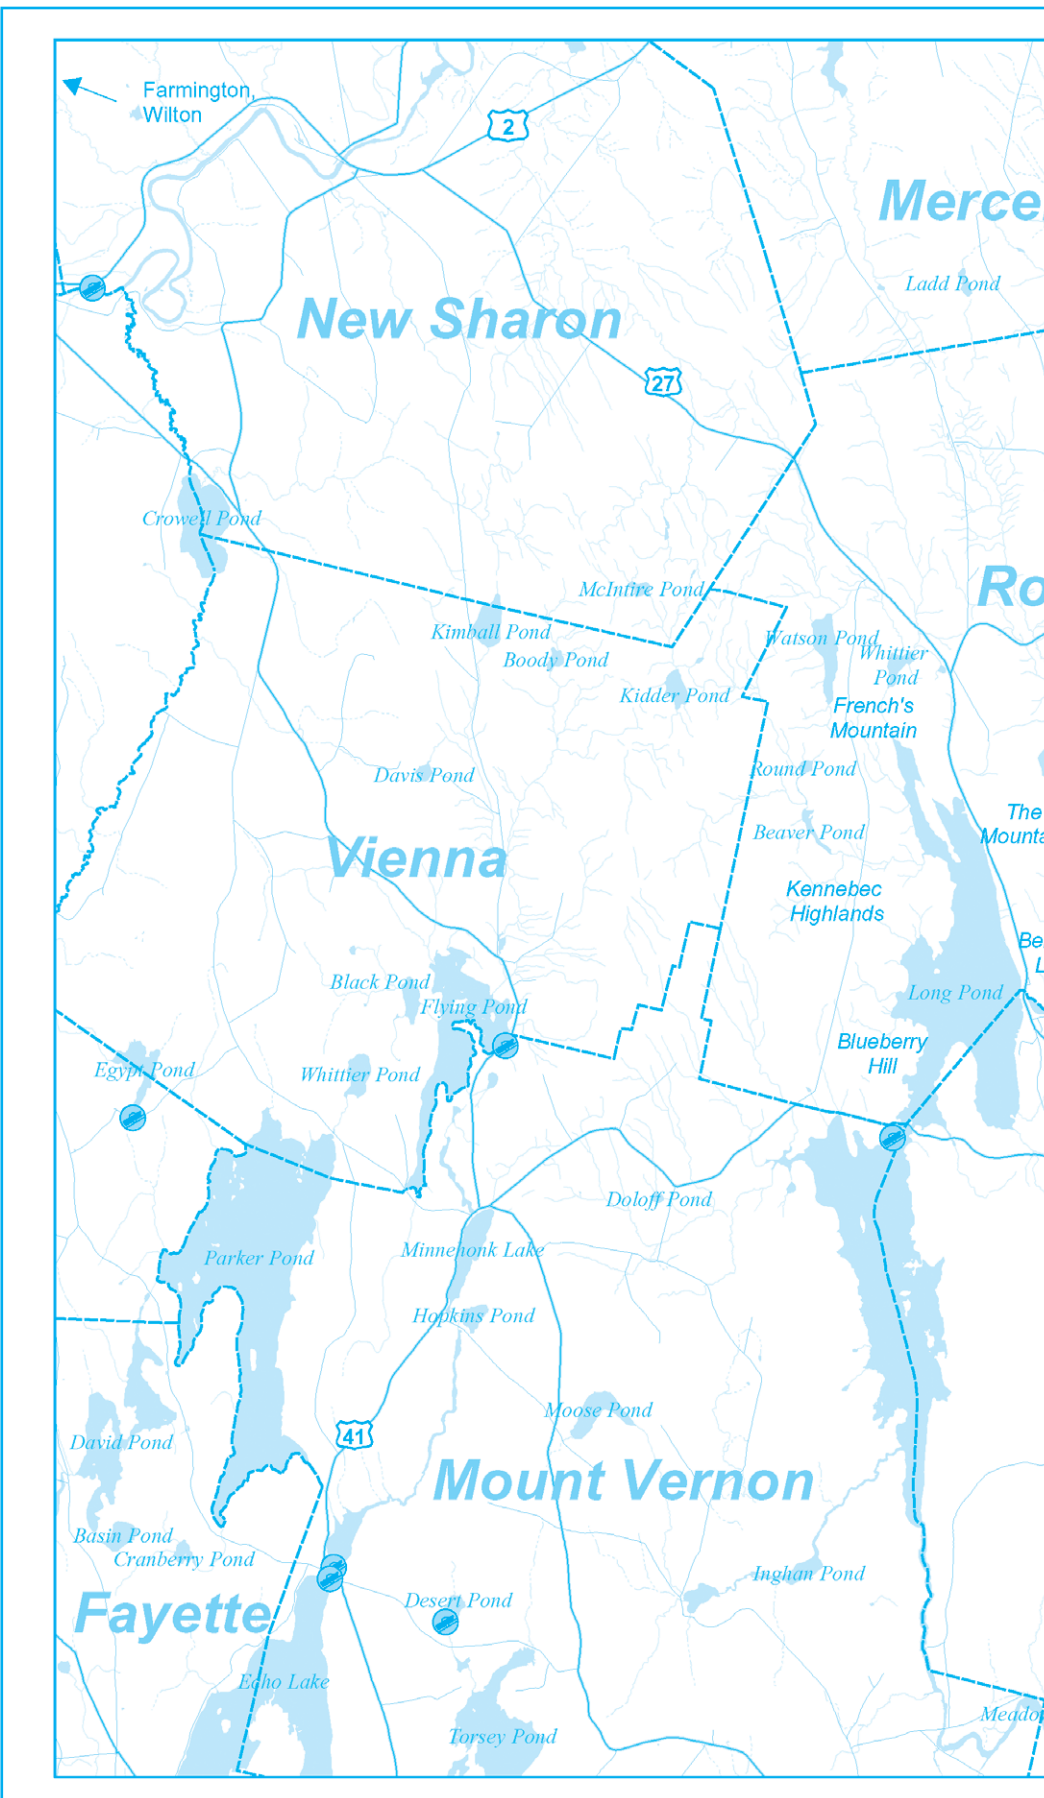 Farmington,
Wilton
2
Merce
Ladd Pond
New Sharon
27
Crowell Pond
McIntire Pond
Ro
Kimball Pond
Watson Pond
Boody Pond
Whittier
Pond
Kidder Pond
French's
Mountain
Davis Pond
Round Pond
The
Mounta
Beaver Pond
Vienna
Kennebec
Highlands
Be
L
Black Pond
Long Pond
Flying Pond
Blueberry
Hill
Egypt Pond
Whittier Pond
Doloff Pond
Minnehonk Lake
Parker Pond
Hopkins Pond
Moose Pond
41
David Pond
Mount Vernon
Basin Pond
Cranberry Pond
Inghan Pond
Desert Pond
Fayette
Echo Lake
Meado
Torsey Pond